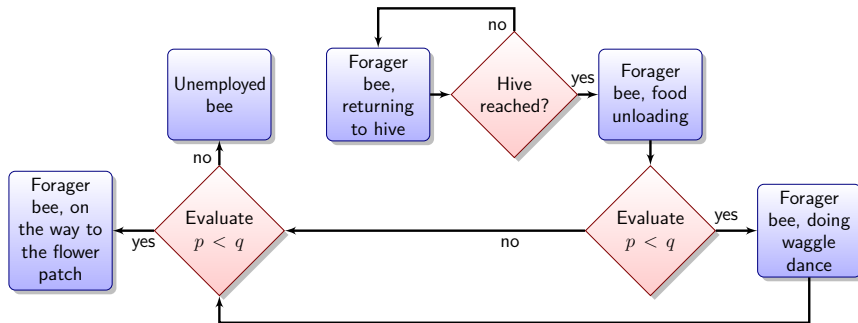 no
Forager
bee,
returning
to hive
Hive
reached?
yes
Forager
bee, food
unloading
Unemployed
bee
no
Forager
bee, on
the way to
the flower
patch
yes
Evaluate
p < q
no
Evaluate
p < q
yes
Forager
bee, doing
waggle
dance